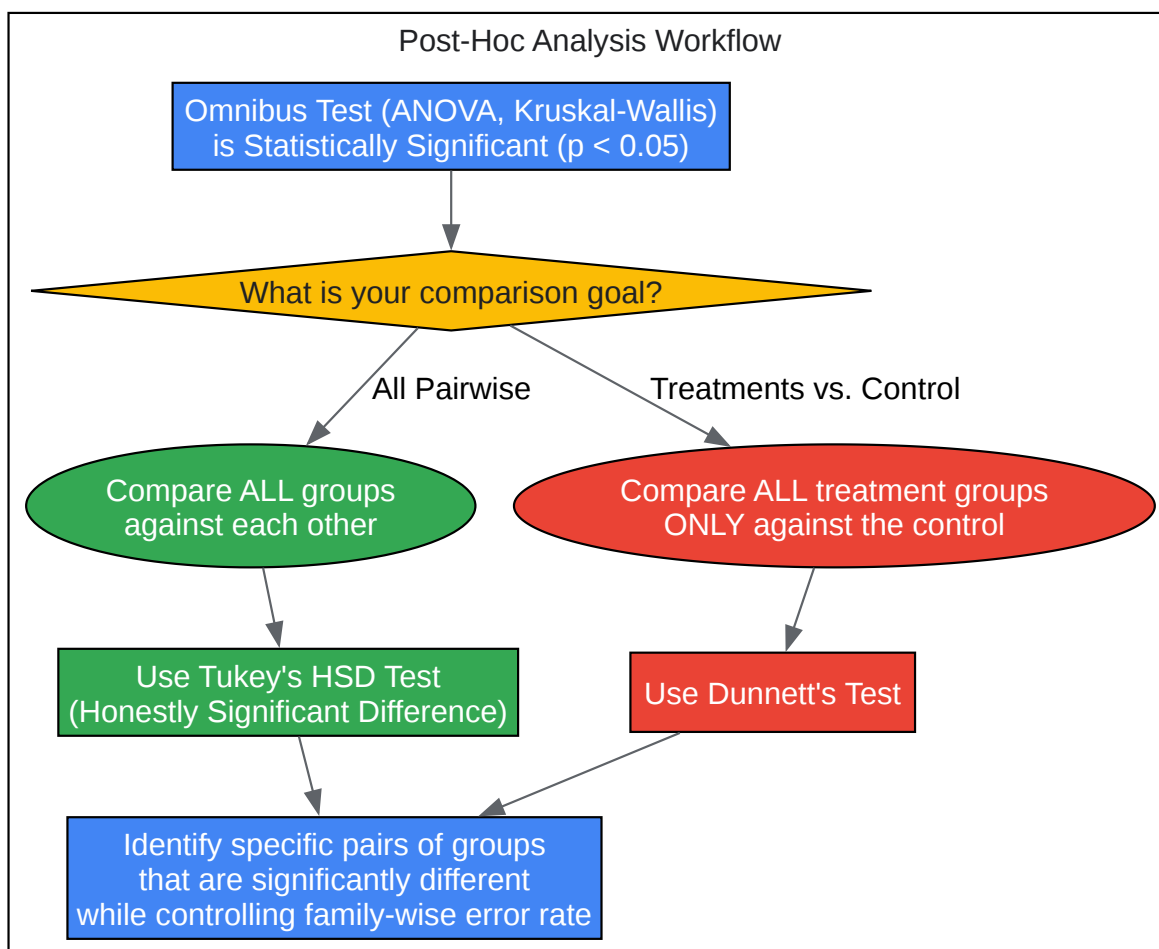 Post-Hoc Analysis Workflow
Omnibus Test (ANOVA, Kruskal-Wallis)
is Statistically Significant (p < 0.05)
What is your comparison goal?
All Pairwise
Treatments vs. Control
Compare ALL groups
against each other
Compare ALL treatment groups
ONLY against the control
Use Tukey's HSD Test
(Honestly Significant Difference)
Use Dunnett's Test
Identify specific pairs of groups
that are significantly different
while controlling family-wise error rate